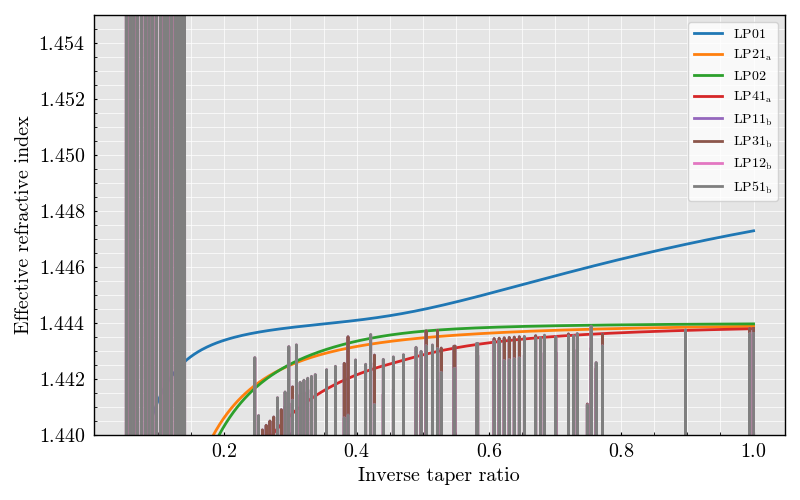 1.454
1.452
1.450
1.448
1.446
1.444
1.442
1.440
Effective refractive index
0.2
0.4
0.6
0.8
1.0
Inverse taper ratio
LP01
LP21a
LP02
LP41a
LP11b
LP31b
LP12b
LP51b